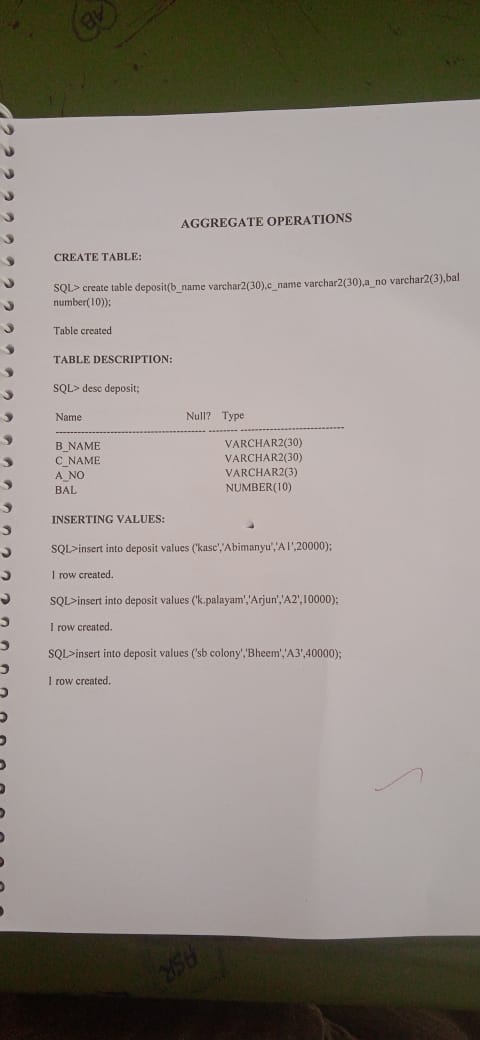 AB
AGGREGATE OPERATIONS
CREATE TABLE:
SQL> create table deposit(b_name varchar2(30),c_name varchar2(30),a_no varchar2(3),bal
number(10));
Table created
TABLE DESCRIPTION:
SQL> desc deposit;
Name Null? Type
B_NAME VARCHAR2(30)
C_NAME VARCHAR2(30)
A_NO VARCHAR2(3)
BAL NUMBER(10)
INSERTING VALUES:
SQL>insert into deposit values ('kasc','Abimanyu','A1',20000);
1 row created.
SQL>insert into deposit values ('k.palayam','Arjun','A2',10000);
1 row created.
SQL>insert into deposit values ('sb colony','Bheem','A3',40000);
1 row created.
ASR